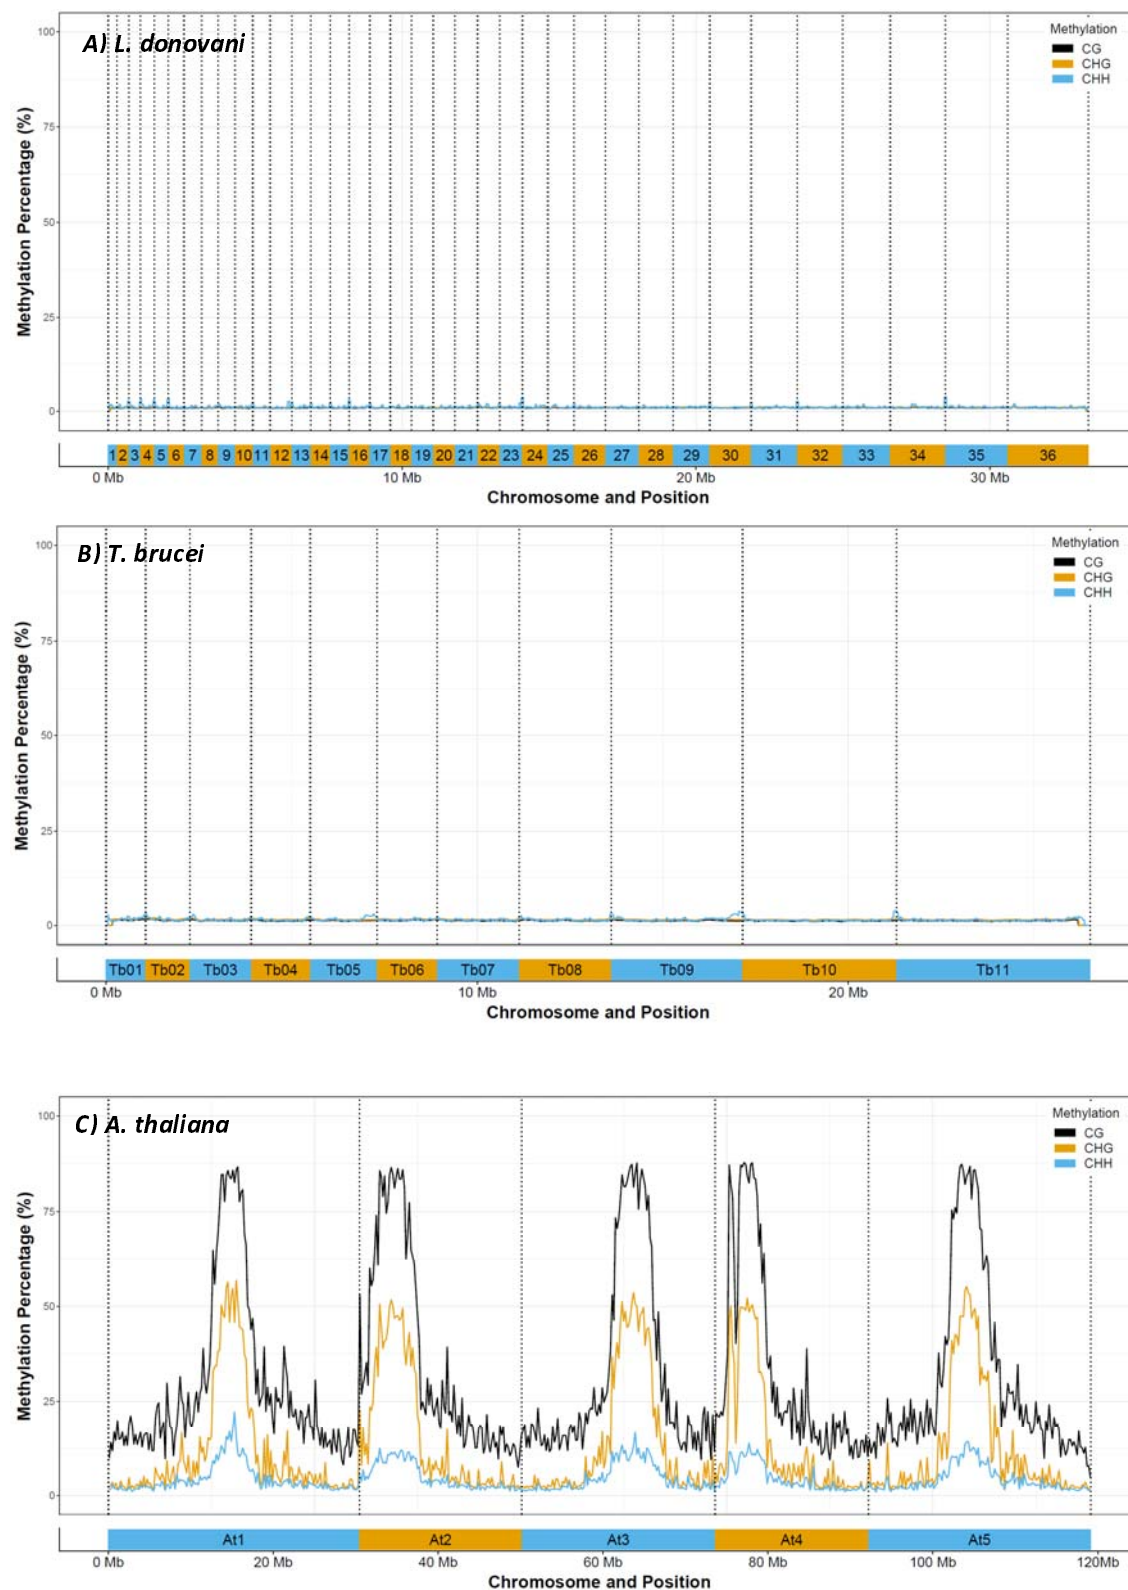 A) L. donovani
Methylation
CG
CHG
CHH
Methylation Percentage (%)
100
75
50
25
0
1 2 3 4 5 6 7 8 9 10 11 12 13 14 15 16 17 18 19 20 21 22 23 24 25 26 27 28 29 30 31 32 33 34 35 36
0 Mb 10 Mb 20 Mb 30 Mb
Chromosome and Position
B) T. brucei
Methylation
CG
CHG
CHH
Methylation Percentage (%)
100
75
50
25
0
Tb01 Tb02 Tb03 Tb04 Tb05 Tb06 Tb07 Tb08 Tb09 Tb10 Tb11
0 Mb 10 Mb 20 Mb
Chromosome and Position
C) A. thaliana
Methylation
CG
CHG
CHH
Methylation Percentage (%)
100
75
50
25
0
At1 At2 At3 At4 At5
0 Mb 20 Mb 40 Mb 60 Mb 80 Mb 100 Mb 120Mb
Chromosome and Position